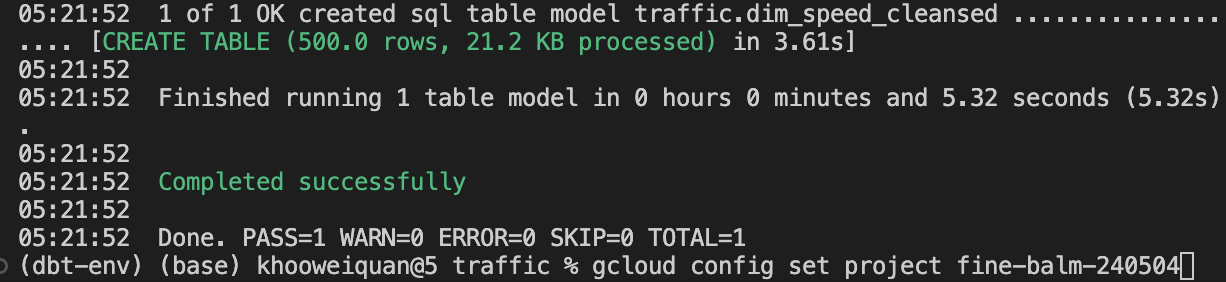 05:21:52  1 of 1 OK created sql table model traffic.dim_speed_cleansed ...............
.... [CREATE TABLE (500.0 rows, 21.2 KB processed) in 3.61s]
05:21:52
05:21:52  Finished running 1 table model in 0 hours 0 minutes and 5.32 seconds (5.32s)
.
05:21:52
05:21:52  Completed successfully
05:21:52
05:21:52  Done. PASS=1 WARN=0 ERROR=0 SKIP=0 TOTAL=1
(dbt-env) (base) khooweiquan@5 traffic % gcloud config set project fine-balm-240504